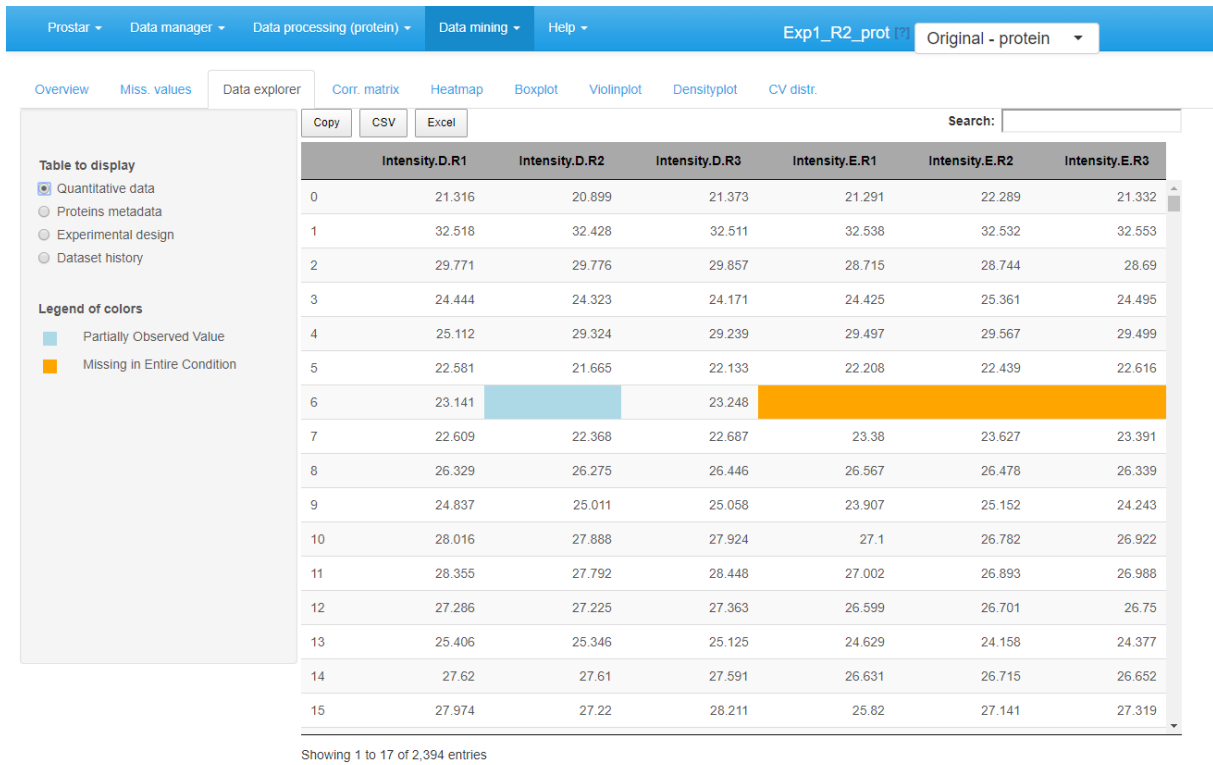 Prostar Data manager Data processing (protein) Data mining Help Exp1_R2_prot [?] Original - protein
Overview Miss. values Data explorer Corr. matrix Heatmap Boxplot Violinplot Densityplot CV distr.
Copy CSV Excel Search:
Table to display
Quantitative data
Proteins metadata
Experimental design
Dataset history
Legend of colors
Partially Observed Value
Missing in Entire Condition
Intensity.D.R1 Intensity.D.R2 Intensity.D.R3 Intensity.E.R1 Intensity.E.R2 Intensity.E.R3
0 21.316 20.899 21.373 21.291 22.289 21.332
1 32.518 32.428 32.511 32.538 32.532 32.553
2 29.771 29.776 29.857 28.715 28.744 28.69
3 24.444 24.323 24.171 24.425 25.361 24.495
4 25.112 29.324 29.239 29.497 29.567 29.499
5 22.581 21.665 22.133 22.208 22.439 22.616
6 23.141 23.248
7 22.609 22.368 22.687 23.38 23.627 23.391
8 26.329 26.275 26.446 26.567 26.478 26.339
9 24.837 25.011 25.058 23.907 25.152 24.243
10 28.016 27.888 27.924 27.1 26.782 26.922
11 28.355 27.792 28.448 27.002 26.893 26.988
12 27.286 27.225 27.363 26.599 26.701 26.75
13 25.406 25.346 25.125 24.629 24.158 24.377
14 27.62 27.61 27.591 26.631 26.715 26.652
15 27.974 27.22 28.211 25.82 27.141 27.319
Showing 1 to 17 of 2,394 entries